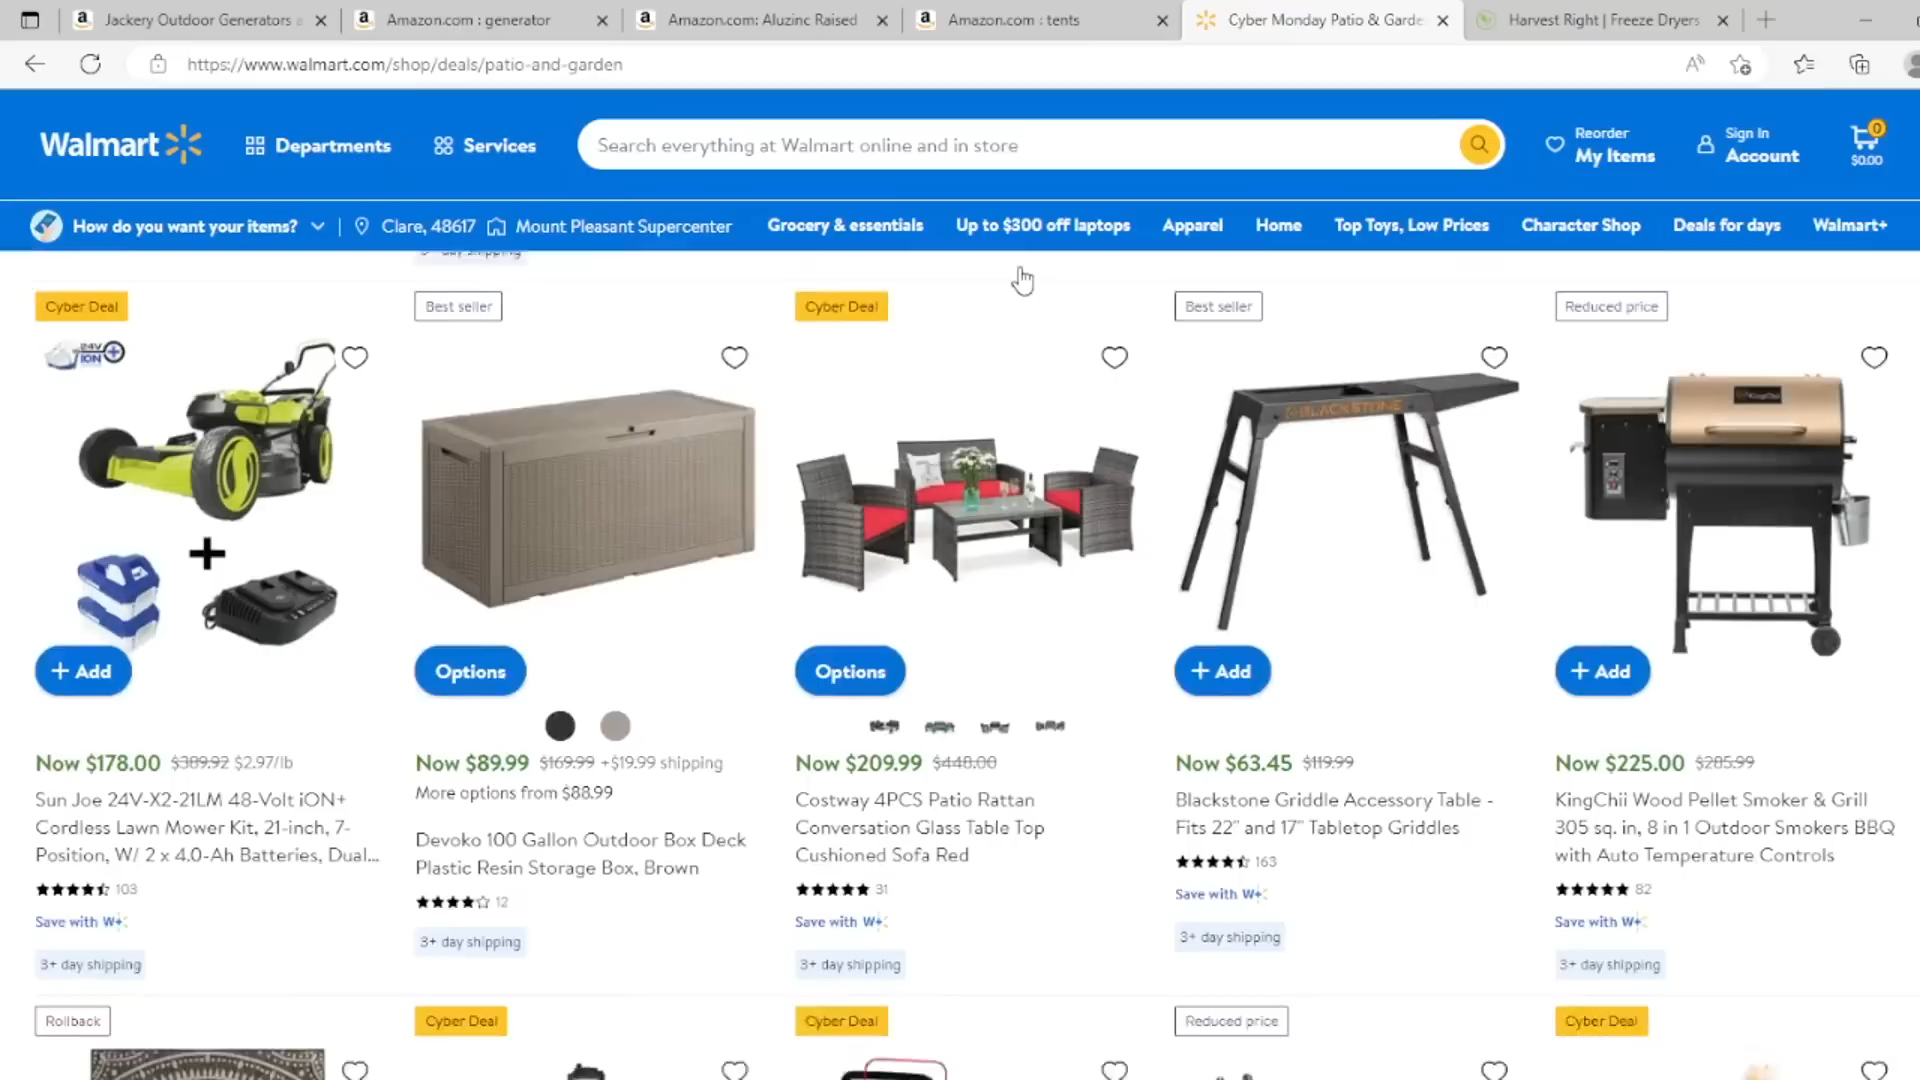 Jackery Outdoor Generators a
Amazon.com : generator
Amazon.com: Aluzinc Raised
Amazon.com : tents
Cyber Monday Patio & Garde
Harvest Right | Freeze Dryers
https://www.walmart.com/shop/deals/patio-and-garden
Walmart
Departments
Services
Search everything at Walmart online and in store
Reorder
My Items
Sign In
Account
0
$0.00
How do you want your items?
Clare, 48617
Mount Pleasant Supercenter
Grocery & essentials
Up to $300 off laptops
Apparel
Home
Top Toys, Low Prices
Character Shop
Deals for days
Walmart+
3+ day shipping
Cyber Deal
24V
ION+
+ Add
Now $178.00 $389.92 $2.97/lb
Sun Joe 24V-X2-21LM 48-Volt iON+
Cordless Lawn Mower Kit, 21-inch, 7-
Position, W/ 2 x 4.0-Ah Batteries, Dual...
103
Save with W+
3+ day shipping
Best seller
Options
Now $89.99 $169.99 +$19.99 shipping
More options from $88.99
Devoko 100 Gallon Outdoor Box Deck
Plastic Resin Storage Box, Brown
12
3+ day shipping
Cyber Deal
Options
Now $209.99 $448.00
Costway 4PCS Patio Rattan
Conversation Glass Table Top
Cushioned Sofa Red
31
Save with W+
3+ day shipping
Best seller
BLACKSTONE
+ Add
Now $63.45 $119.99
Blackstone Griddle Accessory Table -
Fits 22" and 17" Tabletop Griddles
163
Save with W+
3+ day shipping
Reduced price
KingChii
+ Add
Now $225.00 $285.99
KingChii Wood Pellet Smoker & Grill
305 sq. in, 8 in 1 Outdoor Smokers BBQ
with Auto Temperature Controls
82
Save with W+
3+ day shipping
Rollback
Cyber Deal
Cyber Deal
Reduced price
Cyber Deal